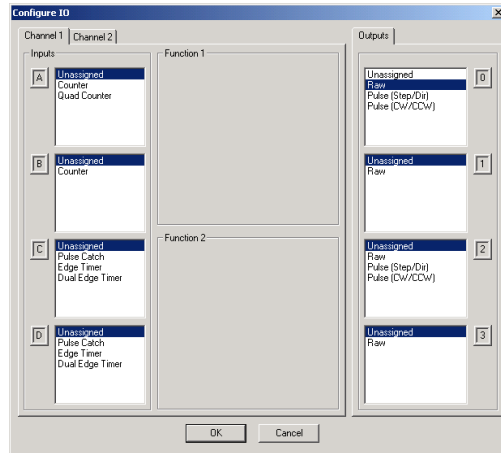 Configure IO
Channel 1 Channel 2
Outputs
Inputs
A
Unassigned
Counter
Quad Counter
B
Unassigned
Counter
C
Unassigned
Pulse Catch
Edge Timer
Dual Edge Timer
D
Unassigned
Pulse Catch
Edge Timer
Dual Edge Timer
Function 1
Function 2
Unassigned
Raw
Pulse (Step/Dir)
Pulse (CW/CCW)
0
Unassigned
Raw
1
Unassigned
Raw
Pulse (Step/Dir)
Pulse (CW/CCW)
2
Unassigned
Raw
3
OK Cancel